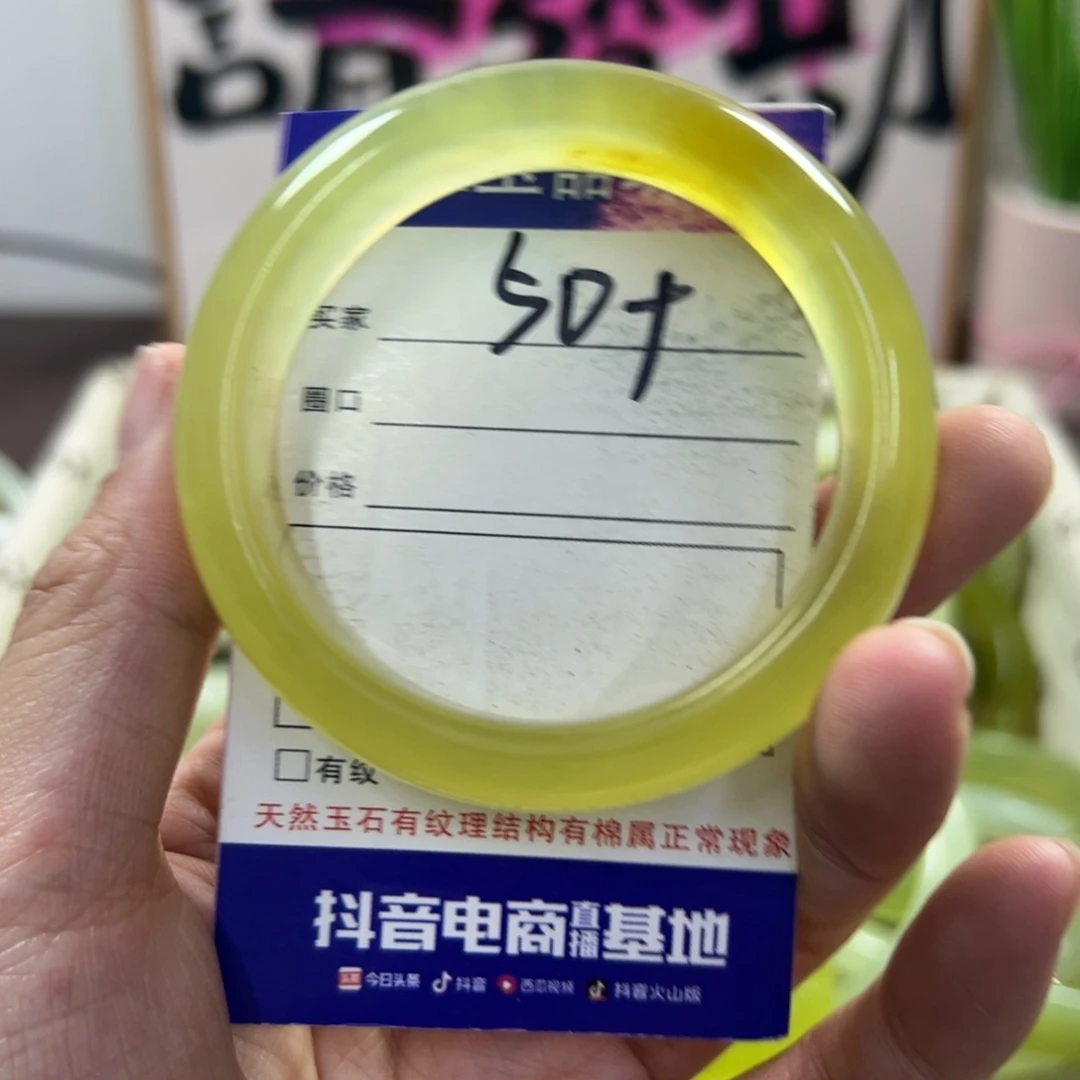 50+
买家
圈口
价格
有纹
天然玉石有纹理结构有棉属正常现象
抖音电商直播基地
今日头条 抖音 西瓜视频 抖音火山版